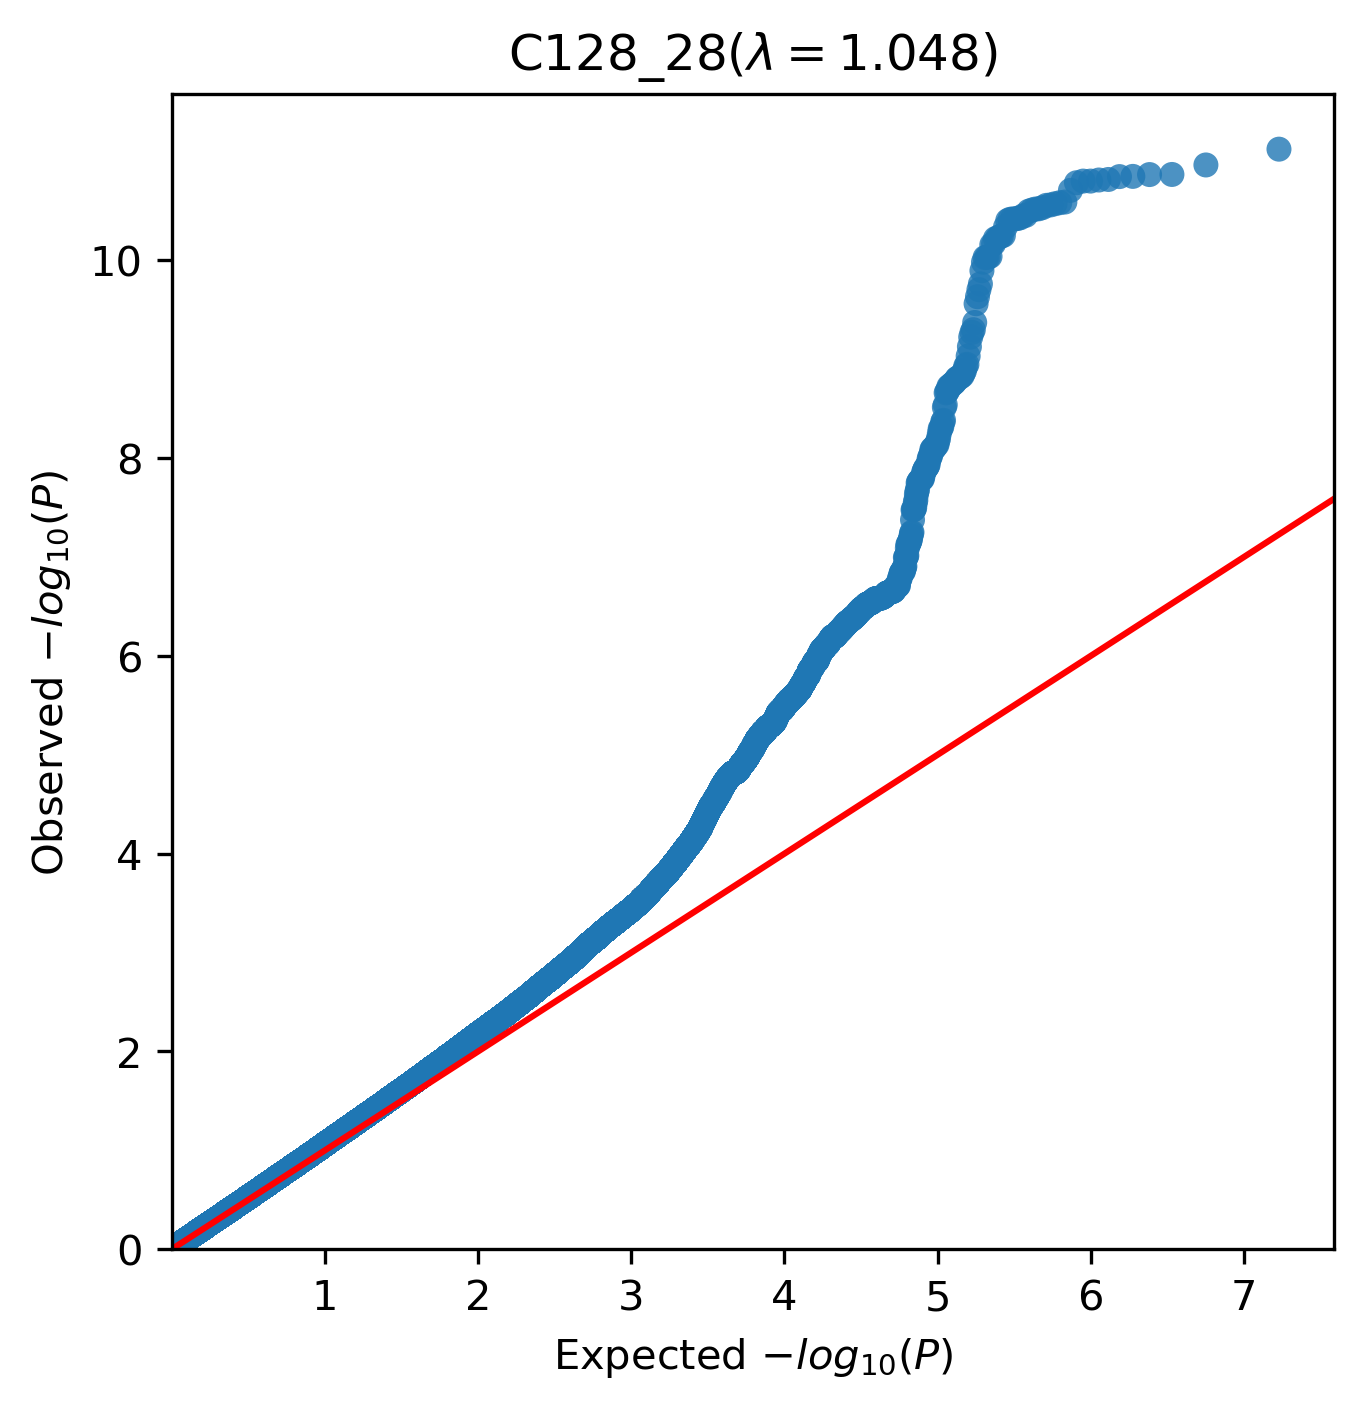 C128_28(λ = 1.048)
Observed −log₁₀(P)
10
8
6
4
2
0
1 2 3 4 5 6 7
Expected −log₁₀(P)